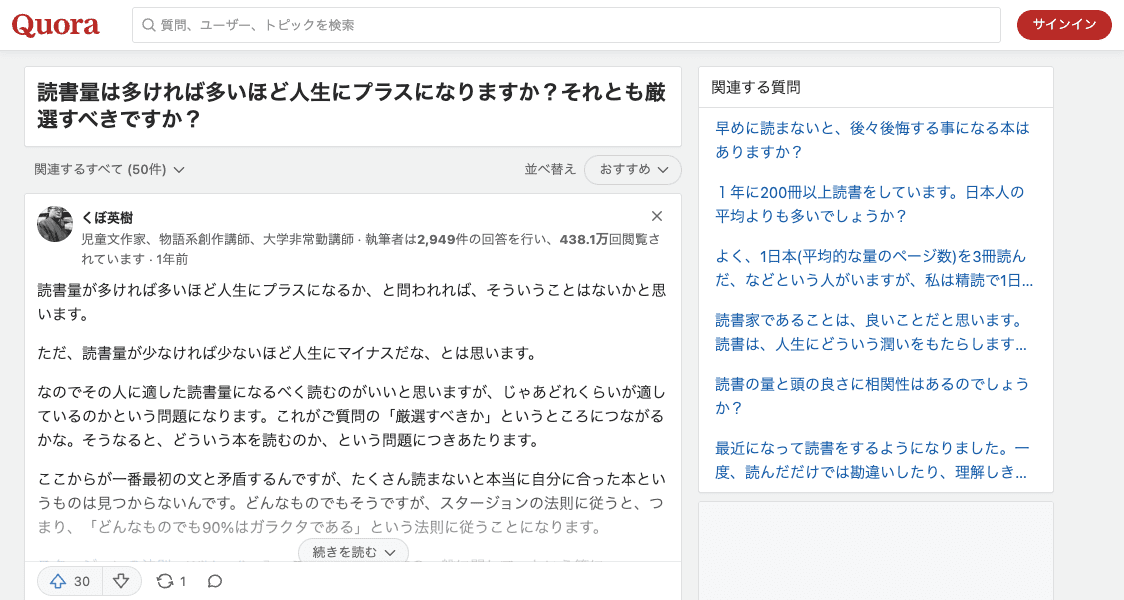 Quora
質問、ユーザー、トピックを検索
サインイン
読書量は多ければ多いほど人生にプラスになりますか？それとも厳
選すべきですか？
関連するすべて (50件)
並べ替え
おすすめ
くぼ英樹
児童文作家、物語系創作講師、大学非常勤講師 · 執筆者は2,949件の回答を行い、438.1万回閲覧さ
れています · 1年前
読書量が多ければ多いほど人生にプラスになるか、と問われれば、そういうことはないかと思
います。
ただ、読書量が少なければ少ないほど人生にマイナスだな、とは思います。
なのでその人に適した読書量になるべく読むのがいいと思いますが、じゃあどれくらいが適し
ているのかという問題になります。これがご質問の「厳選すべきか」というところにつながる
かな。そうなると、どういう本を読むのか、という問題につきあたります。
ここからが一番最初の文と矛盾するんですが、たくさん読まないと本当に自分に合った本とい
うものは見つからないんです。どんなものでもそうですが、スタージョンの法則に従うと、つ
まり、「どんなものでも90%はガラクタである」という法則に従うことになります。
続きを読む
30
1
関連する質問
早めに読まないと、後々後悔する事になる本は
ありますか？
１年に200冊以上読書をしています。日本人の
平均よりも多いでしょうか？
よく、1日本(平均的な量のページ数)を3冊読ん
だ、などという人がいますが、私は精読で1日...
読書家であることは、良いことだと思います。
読書は、人生にどういう潤いをもたらします...
読書の量と頭の良さに相関性はあるのでしょう
か？
最近になって読書をするようになりました。一
度、読んだだけでは勘違いしたり、理解しき...